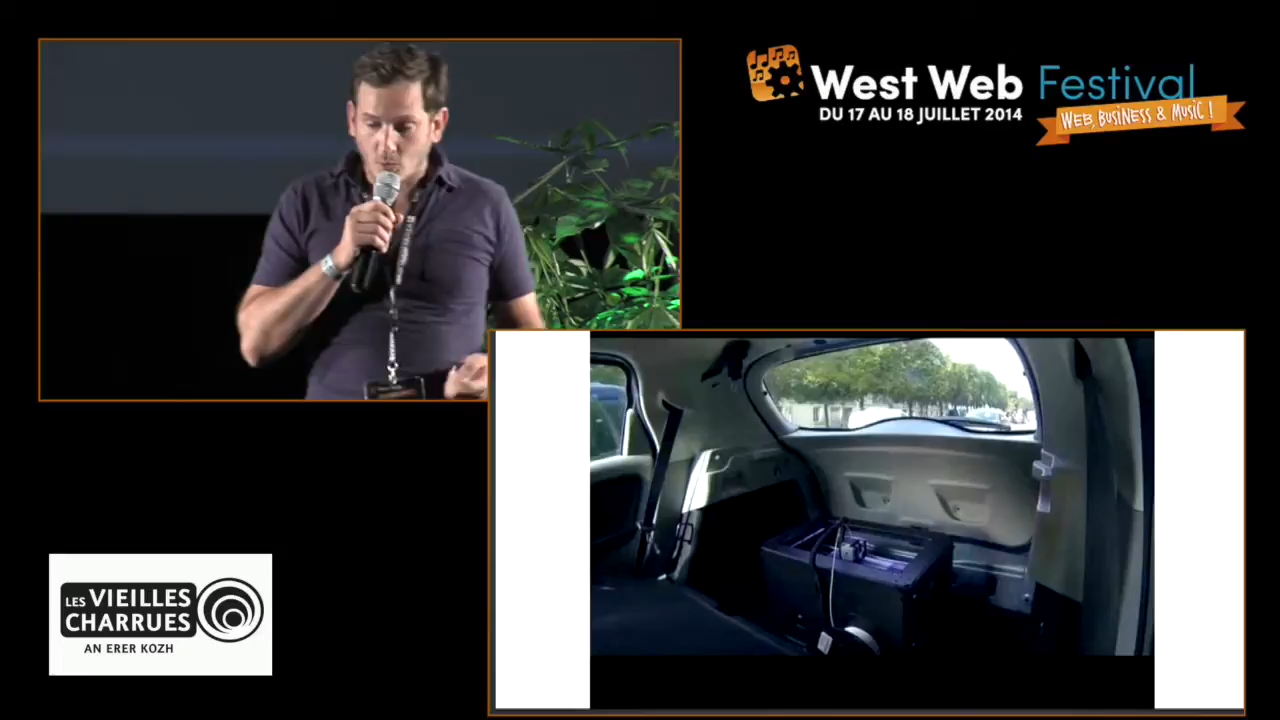 West Web Festival
DU 17 AU 18 JUILLET 2014
WEB, BUSINESS & MUSIC !
LES VIEILLES
CHARRUES
AN ERER KOZH